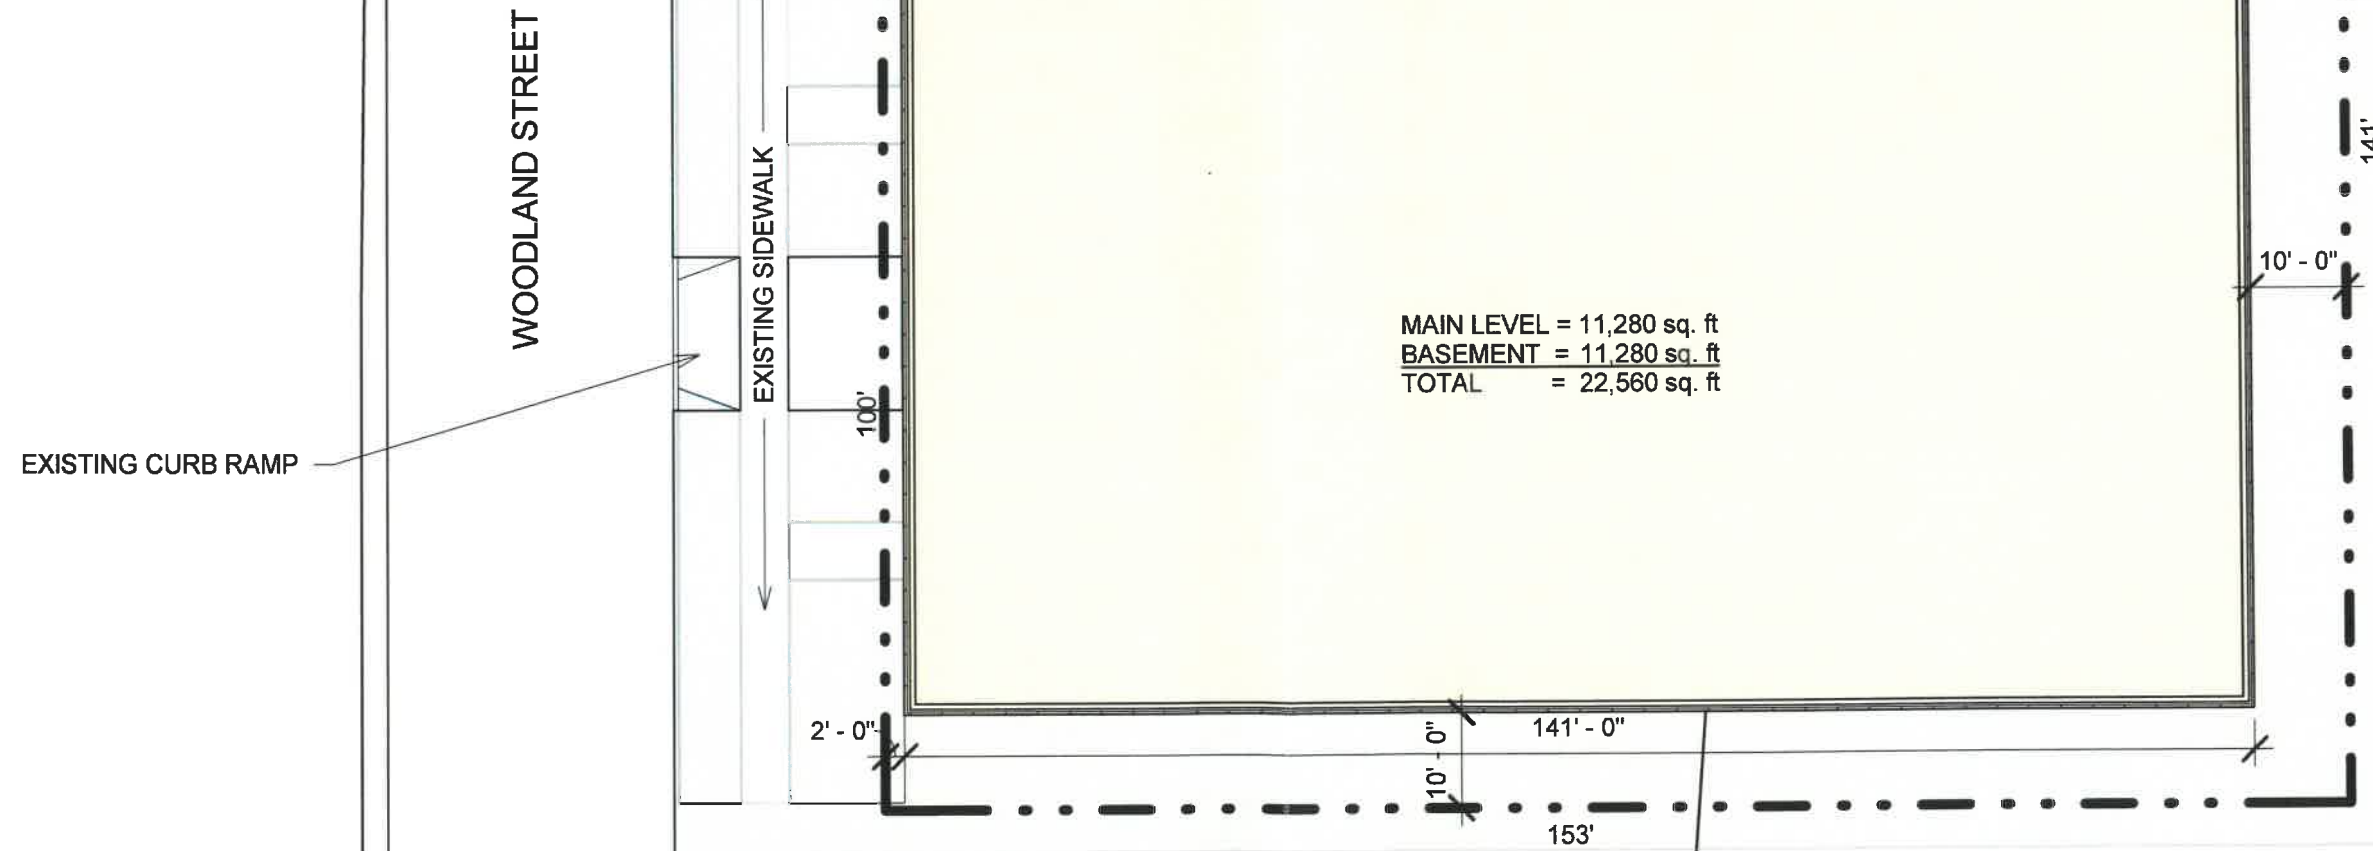 WOODLAND STREET
EXISTING SIDEWALK
141'
10' - 0"
MAIN LEVEL = 11,280 sq. ft
BASEMENT = 11,280 sq. ft
TOTAL = 22,560 sq. ft
100'
EXISTING CURB RAMP
2' - 0"
10' - 0"
141' - 0"
153'